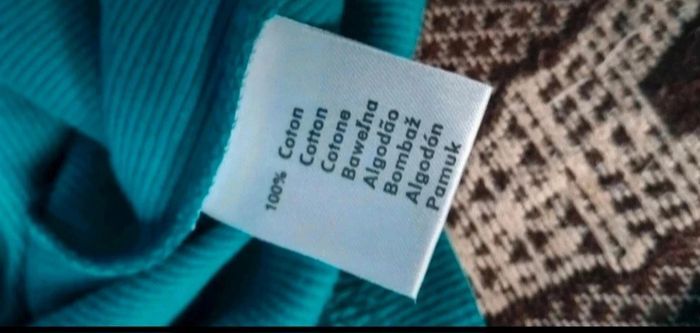 100% Coton
Cotton
Cotone
Bawełna
Algodão
Bombaž
Algodón
Pamuk